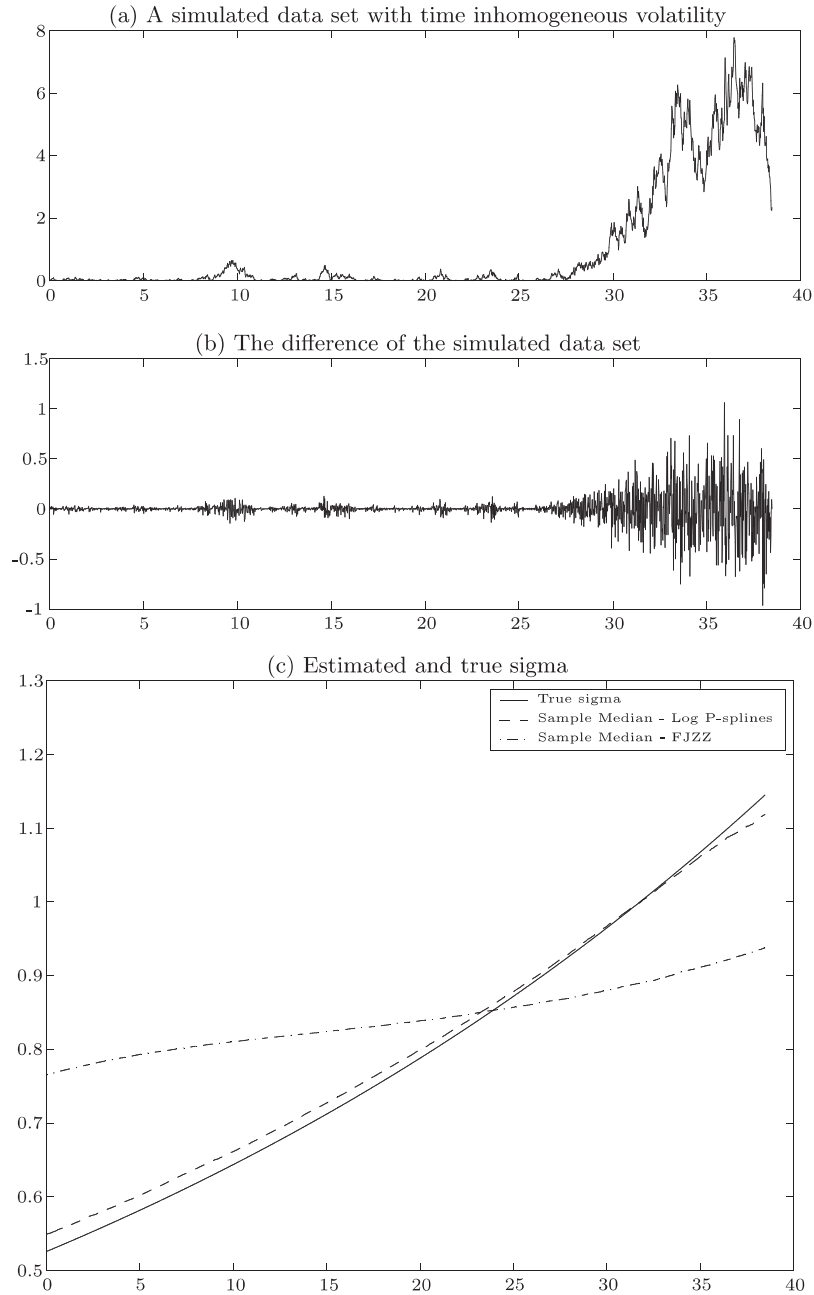 (a) A simulated data set with time inhomogeneous volatility
8
6
4
2
0
0 5 10 15 20 25 30 35 40
(b) The difference of the simulated data set
1.5
1
0.5
0
-0.5
-1
0 5 10 15 20 25 30 35 40
(c) Estimated and true sigma
1.3
True sigma
Sample Median - Log P-splines
Sample Median - FJZZ
1.2
1.1
1
0.9
0.8
0.7
0.6
0.5
0 5 10 15 20 25 30 35 40